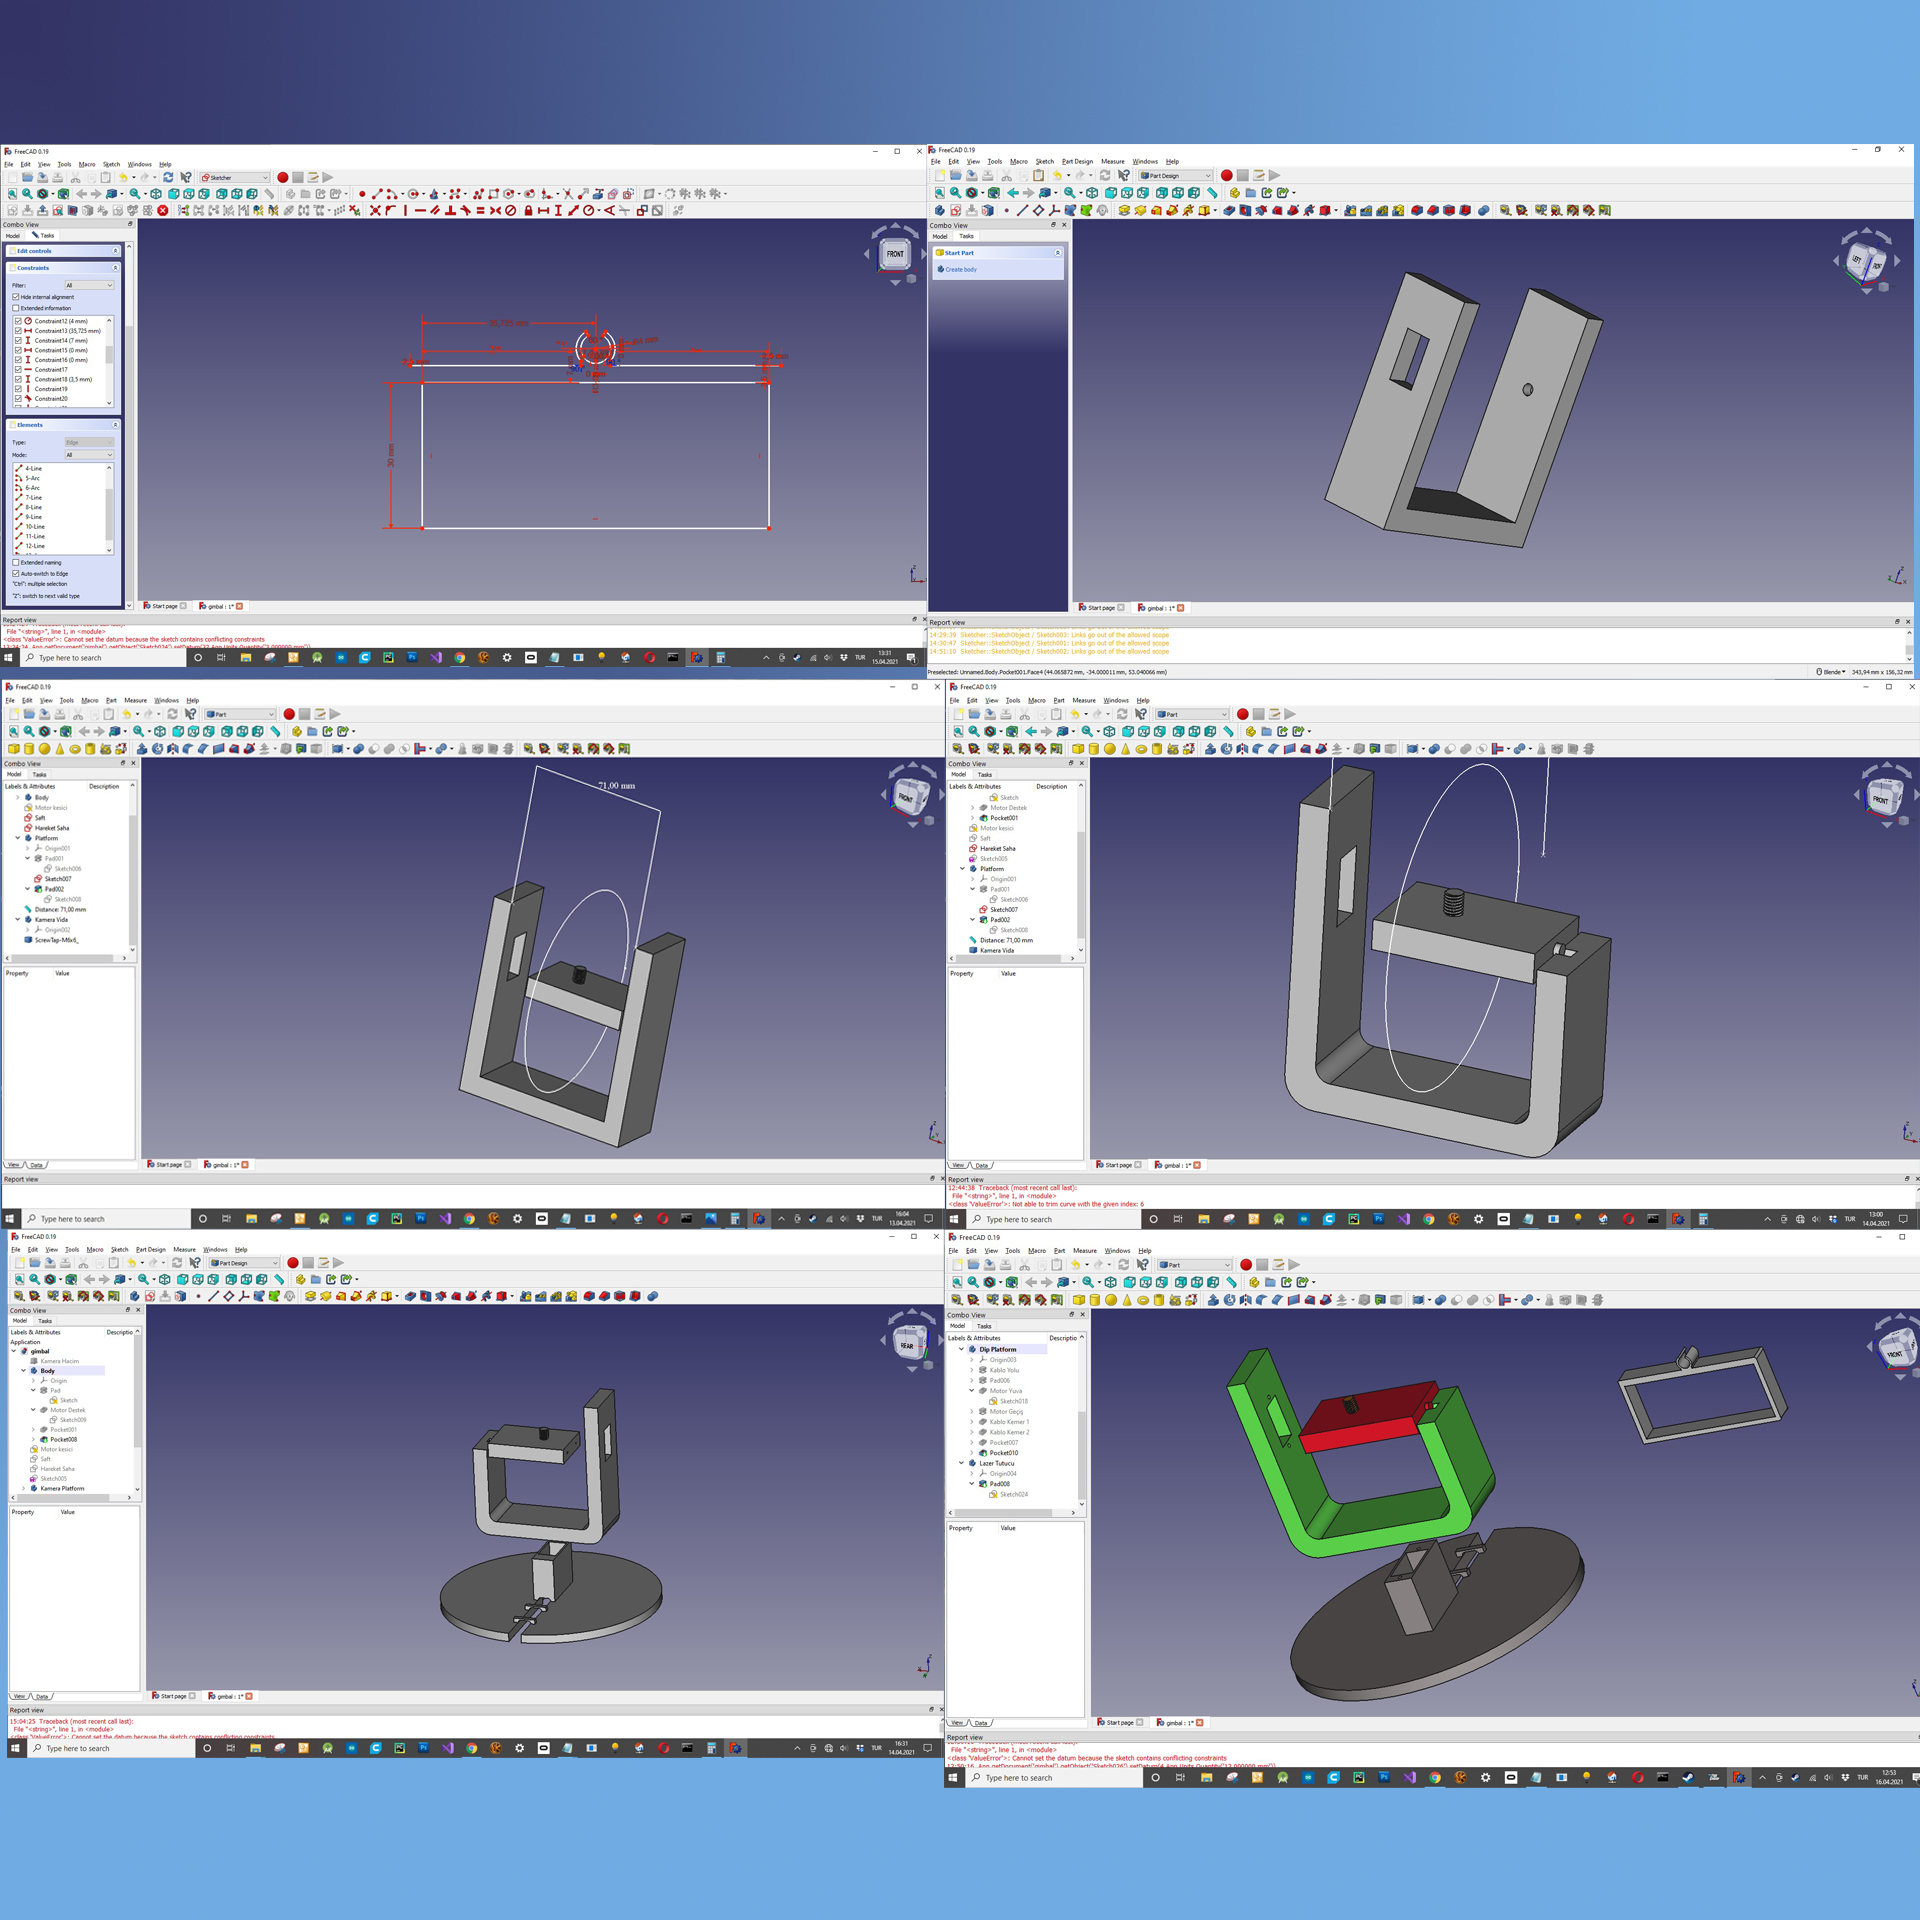 FreeCAD 0.19
File Edit View Tools Macro Sketch Windows Help
Sketcher
Combo View
Model Tasks
Edit controls
Constraints
Filter: All
Hide internal alignment
Extended information
Constraint12 (4 mm)
Constraint13 (35,725 mm)
Constraint14 (7 mm)
Constraint15 (0 mm)
Constraint16 (0 mm)
Constraint17
Constraint18 (3,5 mm)
Constraint19
Constraint20
Elements
Type: Edge
Mode: All
4-Line
5-Arc
6-Arc
7-Line
8-Line
9-Line
10-Line
11-Line
12-Line
Extended naming
Auto-switch to Edge
"Ctrl": multiple selection
"Z": switch to next valid type
30 mm
FRONT
Start page gimbal : 1*
Report view
File "<string>", line 1, in <module>
<class 'ValueError'>: Cannot set the datum because the sketch contains conflicting constraints
Type here to search
TUR
13:31
15.04.2021
FreeCAD 0.19
File Edit View Tools Macro Sketch Part Design Measure Windows Help
Part Design
Combo View
Model Tasks
Start Part
Create body
LEFT
Start page gimbal : 1*
Report view
14:29:39 Sketcher::SketchObject / Sketch003: Links go out of the allowed scope
14:30:47 Sketcher::SketchObject / Sketch001: Links go out of the allowed scope
14:51:10 Sketcher::SketchObject / Sketch002: Links go out of the allowed scope
Preselected: Unnamed.Body.Pocket001.Face4 (44.065872 mm, -34.000011 mm, 53.040066 mm)
Blende
343,94 mm x 156,32 mm
FreeCAD 0.19
File Edit View Tools Macro Part Measure Windows Help
Part
Combo View
Model Tasks
Labels & Attributes Description
Body
Motor kesici
Saft
Hareket Saha
Platform
Origin001
Pad001
Sketch006
Sketch007
Pad002
Sketch008
Distance: 71,00 mm
Kamera Vida
Origin002
ScrewTap-M6x6_
Property Value
View Data
71,00 mm
FRONT
Start page gimbal : 1*
Report view
Type here to search
TUR
16:04
13.04.2021
FreeCAD 0.19
File Edit View Tools Macro Part Measure Windows Help
Part
Combo View
Model Tasks
Labels & Attributes Description
Sketch
Motor Destek
Pocket001
Motor kesici
Saft
Hareket Saha
Sketch005
Platform
Origin001
Pad001
Sketch006
Sketch007
Pad002
Sketch008
Distance: 71,00 mm
Kamera Vida
Property Value
View Data
FRONT
Start page gimbal : 1*
Report view
12:44:38 Traceback (most recent call last):
File "<string>", line 1, in <module>
<class 'ValueError'>: Not able to trim curve with the given index: 6
Type here to search
TUR
13:00
14.04.2021
FreeCAD 0.19
File Edit View Tools Macro Sketch Part Design Measure Windows Help
Part Design
Combo View
Model Tasks
Labels & Attributes Descriptio
Application
gimbal
Kamera Hacim
Body
Origin
Pad
Sketch
Motor Destek
Sketch009
Pocket001
Pocket008
Motor kesici
Saft
Hareket Saha
Sketch005
Kamera Platform
Property Value
View Data
REAR
Start page gimbal : 1*
Report view
15:04:25 Traceback (most recent call last):
File "<string>", line 1, in <module>
<class 'ValueError'>: Cannot set the datum because the sketch contains conflicting constraints
Type here to search
TUR
16:31
14.04.2021
FreeCAD 0.19
File Edit View Tools Macro Part Measure Windows Help
Part
Combo View
Model Tasks
Labels & Attributes Descriptio
Dip Platform
Origin003
Kablo Yolu
Pad006
Motor Yuva
Sketch018
Motor Geçiş
Kablo Kemer 1
Kablo Kemer 2
Pocket007
Pocket010
Lazer Tutucu
Origin004
Pad008
Sketch024
Property Value
View Data
FRONT
Start page gimbal : 1*
Report view
File "<string>", line 1, in <module>
<class 'ValueError'>: Cannot set the datum because the sketch contains conflicting constraints
Type here to search
TUR
12:53
16.04.2021